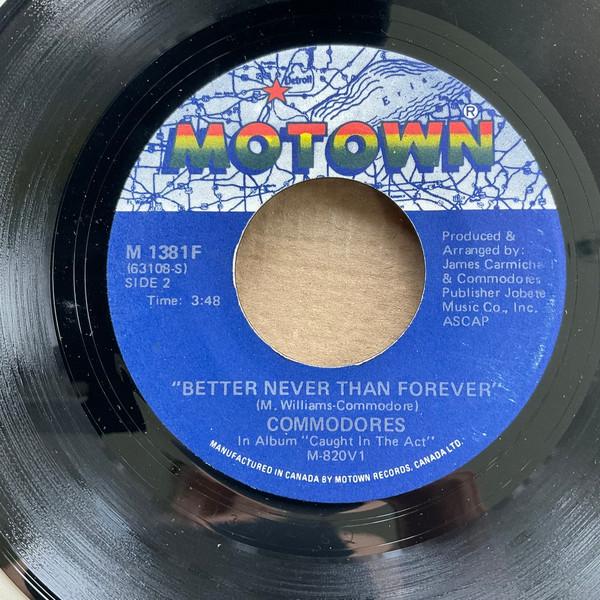 Detroit
Erie
MOTOWN®
M 1381F
(63108-S)
SIDE 2
Time: 3:48
Produced &
Arranged by:
James Carmichael
& Commodores
Publisher Jobete
Music Co., Inc.
ASCAP
"BETTER NEVER THAN FOREVER"
(M. Williams-Commodore)
COMMODORES
In Album "Caught In The Act"
M-820V1
MANUFACTURED IN CANADA BY MOTOWN RECORDS, CANADA LTD.